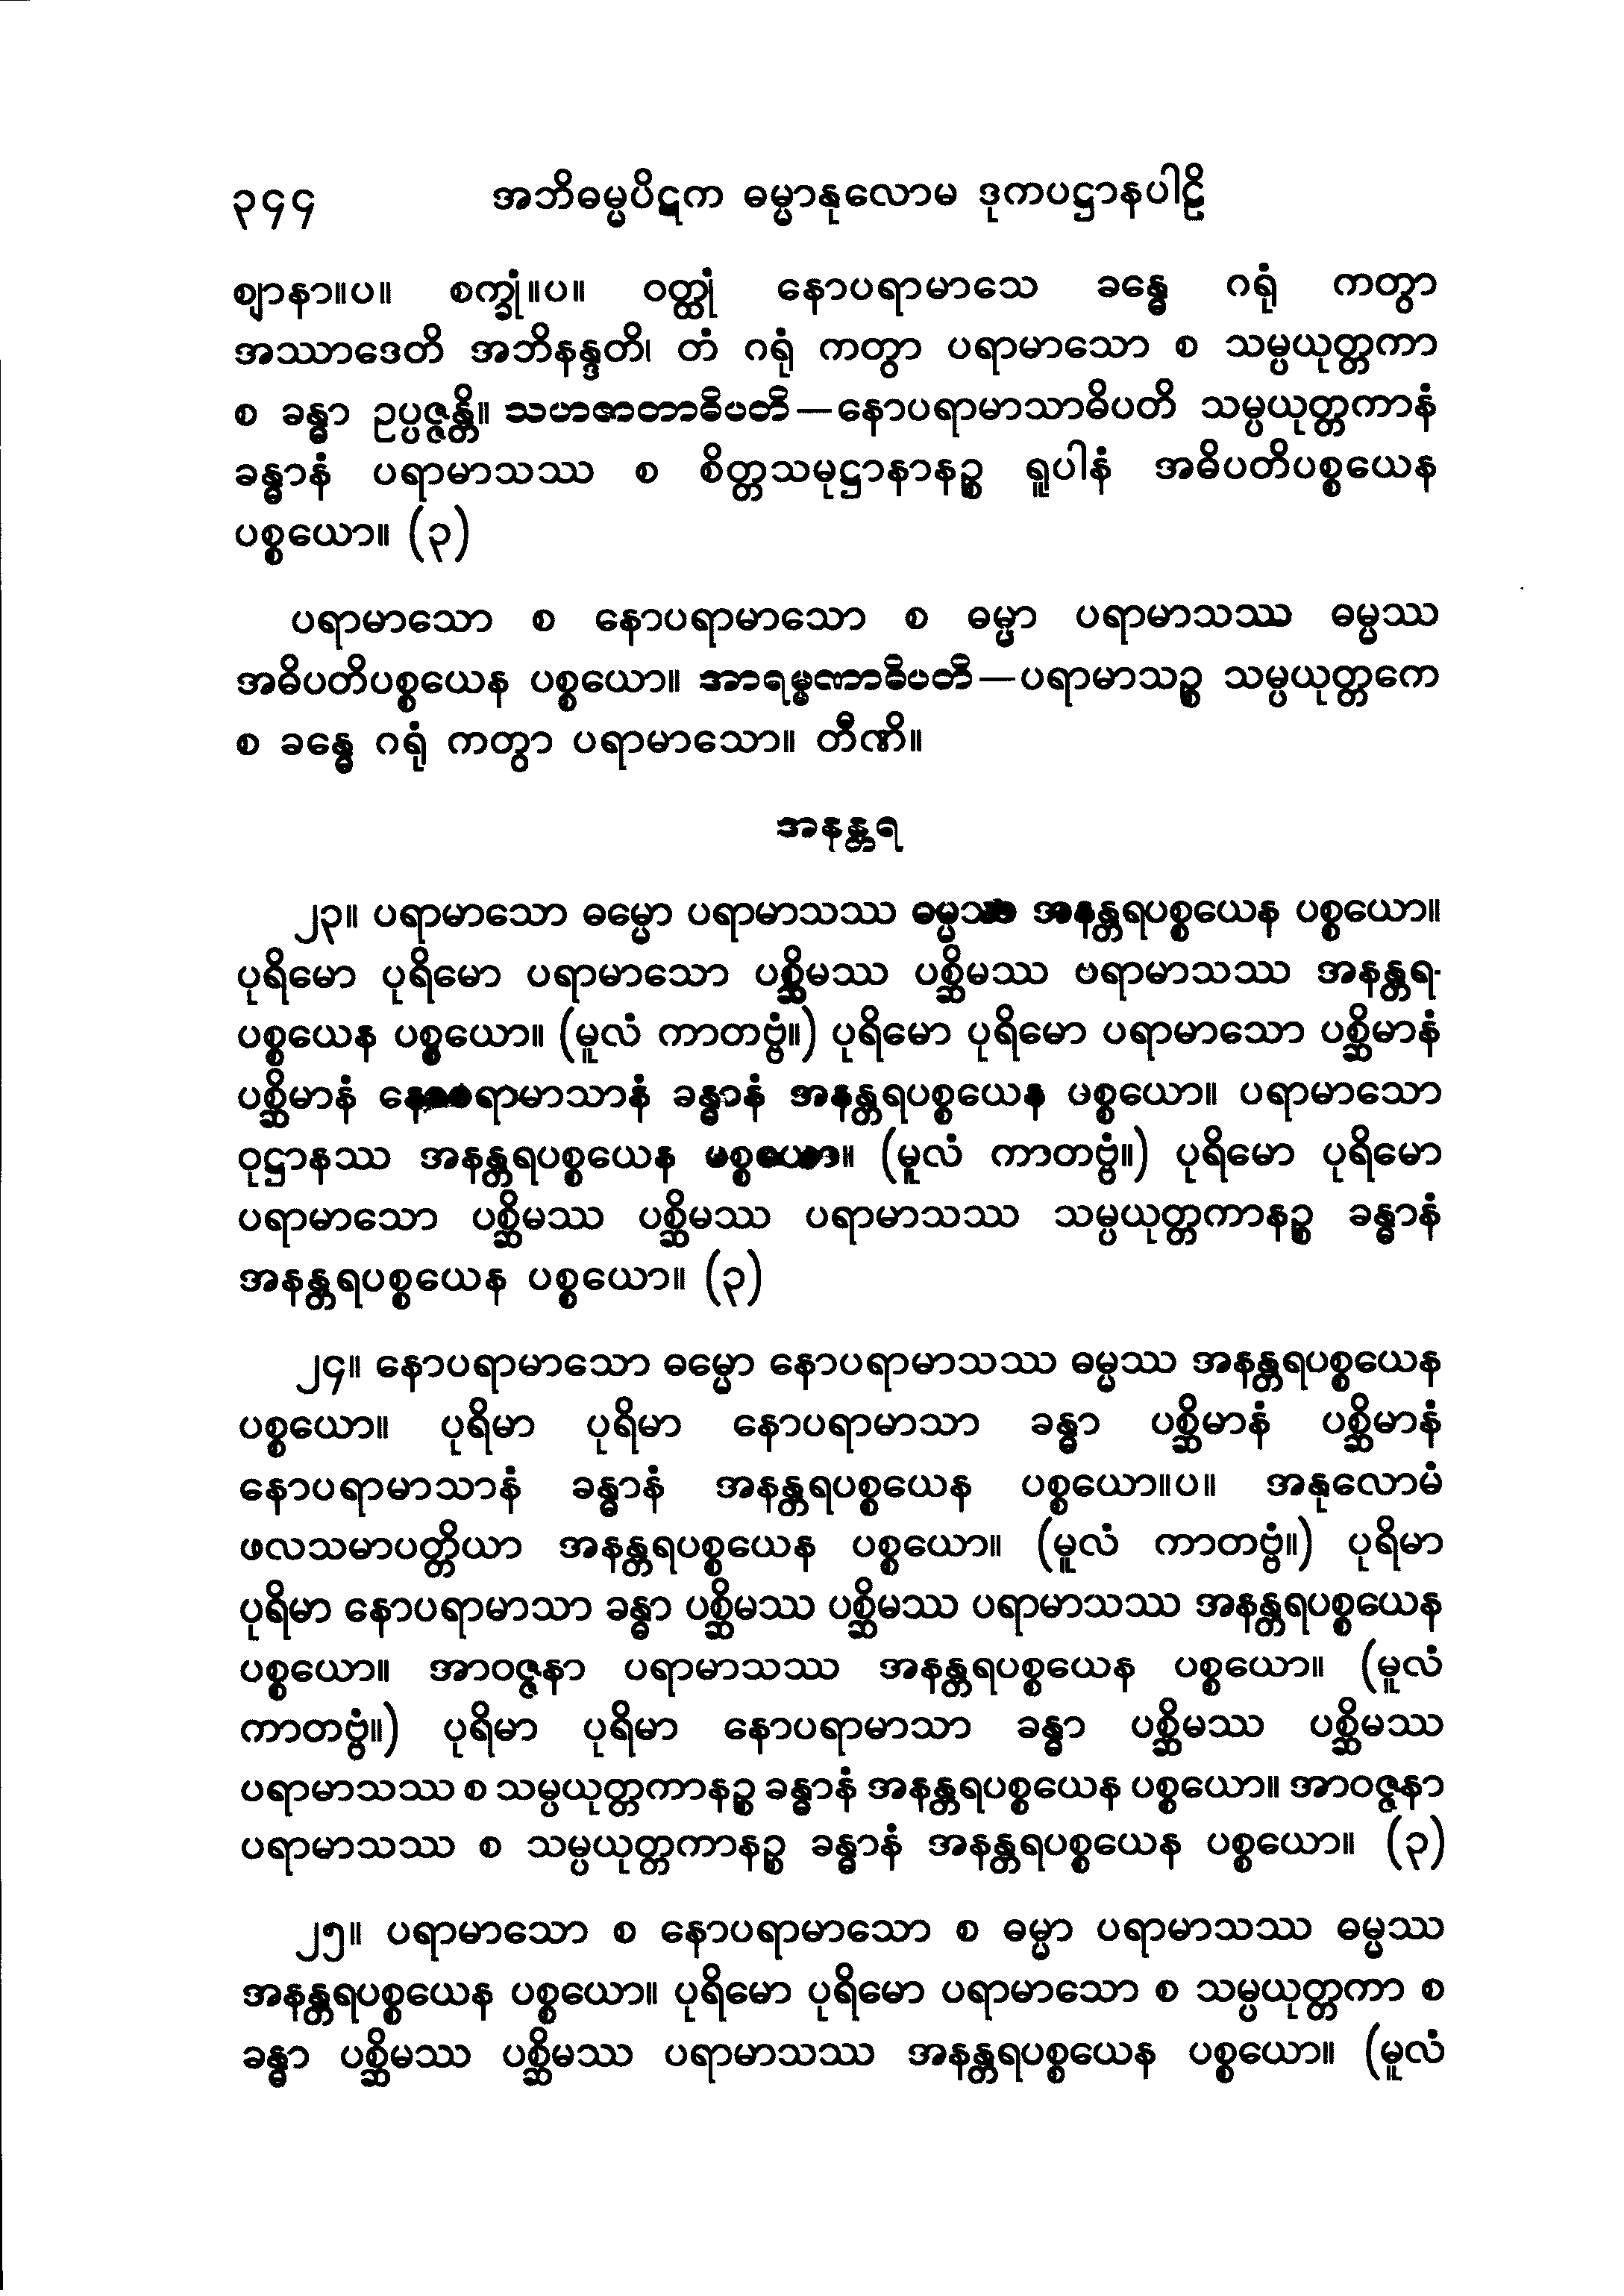 ၃၄၄ အဘိဓမ္မပိဋက ဓမ္မာနုလောမ ဒုကပဋ္ဌာနပါဠိ
ဈာနာ။ပ။ စက္ခုံ။ပ။ ဝတ္ထုံ နောပရာမာသေ ခန္ဓေ ဂရုံ ကတွာ
အဿာဒေတိ အဘိနန္ဒတိ၊ တံ ဂရုံ ကတွာ ပရာမာသော စ သမ္ပယုတ္တကာ
စ ခန္ဓာ ဥပ္ပဇ္ဇန္တိ။ သဟဇာတာဓိပတိ—နောပရာမာသာဓိပတိ သမ္ပယုတ္တကာနံ
ခန္ဓာနံ ပရာမာသဿ စ စိတ္တသမုဋ္ဌာနာနဉ္စ ရူပါနံ အဓိပတိပစ္စယေန
ပစ္စယော။ (၃)
ပရာမာသော စ နောပရာမာသော စ ဓမ္မာ ပရာမာသဿ ဓမ္မဿ
အဓိပတိပစ္စယေန ပစ္စယော။ အာရမ္မဏာဓိပတိ—ပရာမာသဉ္စ သမ္ပယုတ္တကေ
စ ခန္ဓေ ဂရုံ ကတွာ ပရာမာသော။ တီဏိ။
အနန္တရ
၂၃။ ပရာမာသော ဓမ္မော ပရာမာသဿ ဓမ္မဿ အနန္တရပစ္စယေန ပစ္စယော။
ပုရိမော ပုရိမော ပရာမာသော ပစ္ဆိမဿ ပစ္ဆိမဿ ပရာမာသဿ အနန္တရ-
ပစ္စယေန ပစ္စယော။ (မူလံ ကာတဗ္ဗံ။) ပုရိမော ပုရိမော ပရာမာသော ပစ္ဆိမာနံ
ပစ္ဆိမာနံ နောပရာမာသာနံ ခန္ဓာနံ အနန္တရပစ္စယေန ပစ္စယော။ ပရာမာသော
ဝုဋ္ဌာနဿ အနန္တရပစ္စယေန ပစ္စယော။ (မူလံ ကာတဗ္ဗံ။) ပုရိမော ပုရိမော
ပရာမာသော ပစ္ဆိမဿ ပစ္ဆိမဿ ပရာမာသဿ သမ္ပယုတ္တကာနဉ္စ ခန္ဓာနံ
အနန္တရပစ္စယေန ပစ္စယော။ (၃)
၂၄။ နောပရာမာသော ဓမ္မော နောပရာမာသဿ ဓမ္မဿ အနန္တရပစ္စယေန
ပစ္စယော။ ပုရိမာ ပုရိမာ နောပရာမာသာ ခန္ဓာ ပစ္ဆိမာနံ ပစ္ဆိမာနံ
နောပရာမာသာနံ ခန္ဓာနံ အနန္တရပစ္စယေန ပစ္စယော။ပ။ အနုလောမံ
ဖလသမာပတ္တိယာ အနန္တရပစ္စယေန ပစ္စယော။ (မူလံ ကာတဗ္ဗံ။) ပုရိမာ
ပုရိမာ နောပရာမာသာ ခန္ဓာ ပစ္ဆိမဿ ပစ္ဆိမဿ ပရာမာသဿ အနန္တရပစ္စယေန
ပစ္စယော။ အာဝဇ္ဇနာ ပရာမာသဿ အနန္တရပစ္စယေန ပစ္စယော။ (မူလံ
ကာတဗ္ဗံ။) ပုရိမာ ပုရိမာ နောပရာမာသာ ခန္ဓာ ပစ္ဆိမဿ ပစ္ဆိမဿ
ပရာမာသဿ စ သမ္ပယုတ္တကာနဉ္စ ခန္ဓာနံ အနန္တရပစ္စယေန ပစ္စယော။ အာဝဇ္ဇနာ
ပရာမာသဿ စ သမ္ပယုတ္တကာနဉ္စ ခန္ဓာနံ အနန္တရပစ္စယေန ပစ္စယော။ (၃)
၂၅။ ပရာမာသော စ နောပရာမာသော စ ဓမ္မာ ပရာမာသဿ ဓမ္မဿ
အနန္တရပစ္စယေန ပစ္စယော။ ပုရိမော ပုရိမော ပရာမာသော စ သမ္ပယုတ္တကာ စ
ခန္ဓာ ပစ္ဆိမဿ ပစ္ဆိမဿ ပရာမာသဿ အနန္တရပစ္စယေန ပစ္စယော။ (မူလံ